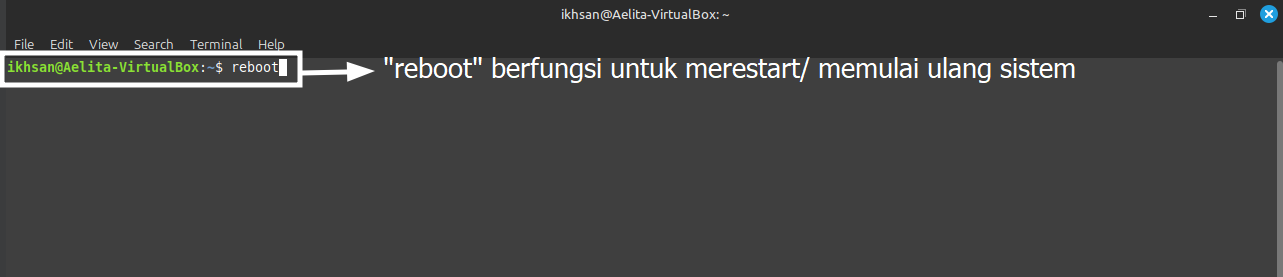 ikhsan@Aelita-VirtualBox: ~
File Edit View Search Terminal Help
ikhsan@Aelita-VirtualBox:~$ reboot
"reboot" berfungsi untuk merestart/ memulai ulang sistem